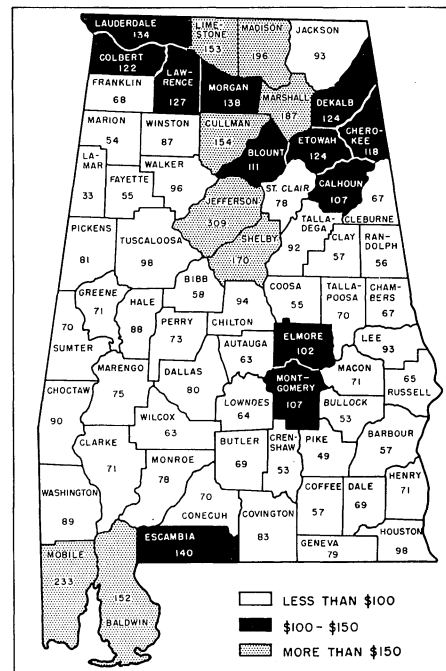 LAUDERDALE
134
LIME-
STONE
153
MADISON
196
JACKSON
93
COLBERT
122
LAW-
RENCE
127
FRANKLIN
68
MORGAN
138
MARSHALL
187
DEKALB
124
MARION
54
WINSTON
87
CULLMAN
154
BLOUNT
111
ETOWAH
124
CHERO-
KEE
118
LA-
MAR
33
FAYETTE
55
WALKER
96
JEFFERSON
309
ST. CLAIR
78
CALHOUN
107
67
CLEBURNE
PICKENS
81
TUSCALOOSA
98
SHELBY
170
TALLA-
DEGA
92
CLAY
57
RAN-
DOLPH
56
BIBB
58
94
CHILTON
COOSA
55
TALLA-
POOSA
70
CHAM-
BERS
67
GREENE
71
HALE
88
PERRY
73
AUTAUGA
63
ELMORE
102
LEE
93
70
SUMTER
MARENGO
75
DALLAS
80
MONT-
GOMERY
107
MACON
71
65
RUSSELL
CHOCTAW
90
WILCOX
63
LOWNDES
64
BULLOCK
53
CLARKE
71
MONROE
78
BUTLER
69
CREN-
SHAW
53
PIKE
49
BARBOUR
57
WASHINGTON
89
70
CONECUH
COVINGTON
83
COFFEE
57
DALE
69
HENRY
71
ESCAMBIA
140
GENEVA
79
HOUSTON
98
MOBILE
233
152
BALDWIN
LESS THAN $100
$100-$150
MORE THAN $150